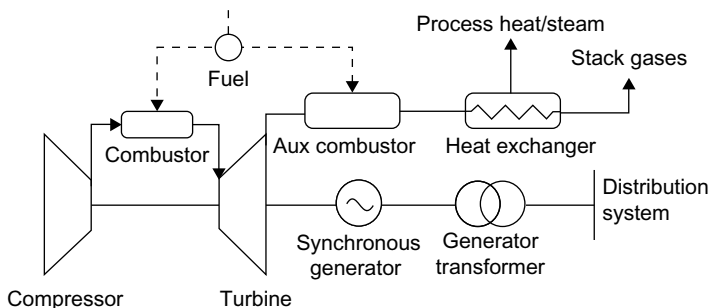 Process heat/steam
Stack gases
Fuel
Combustor
Aux combustor
Heat exchanger
Distribution
system
Synchronous
generator
Generator
transformer
Compressor
Turbine